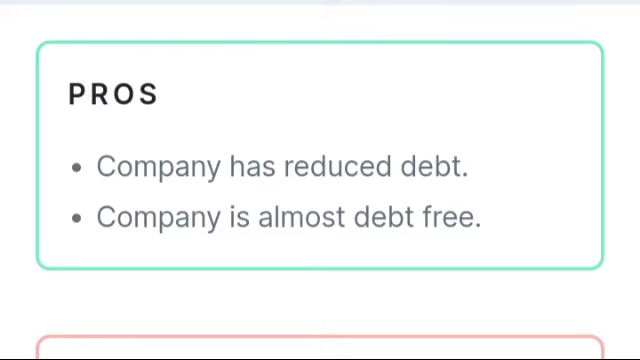 PROS
• Company has reduced debt.
• Company is almost debt free.